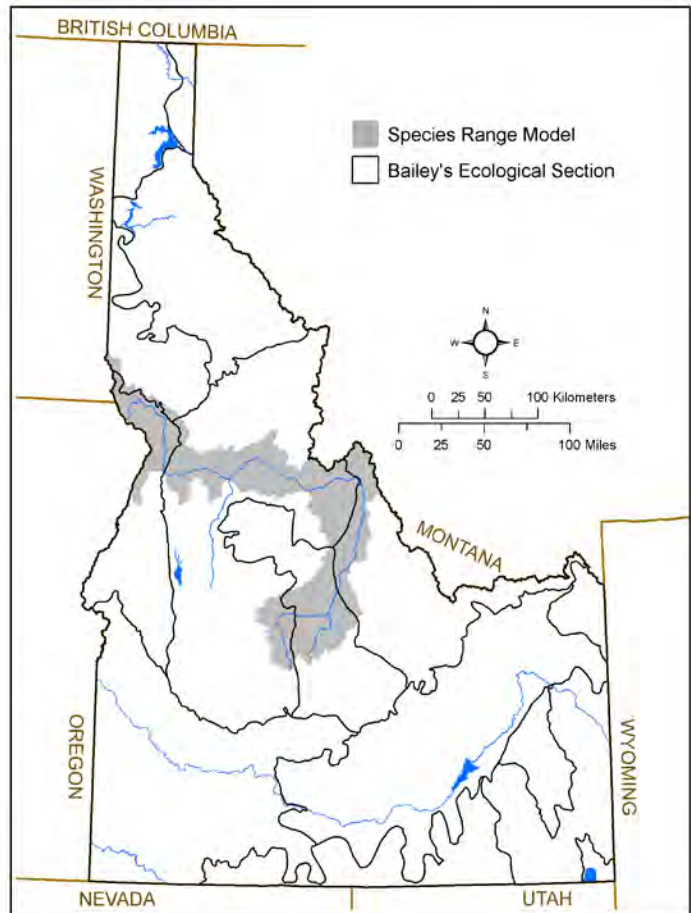 BRITISH COLUMBIA
Species Range Model
Bailey's Ecological Section
WASHINGTON
N
W E
S
0 25 50 100 Kilometers
0 25 50 100 Miles
MONTANA
OREGON
WYOMING
NEVADA UTAH